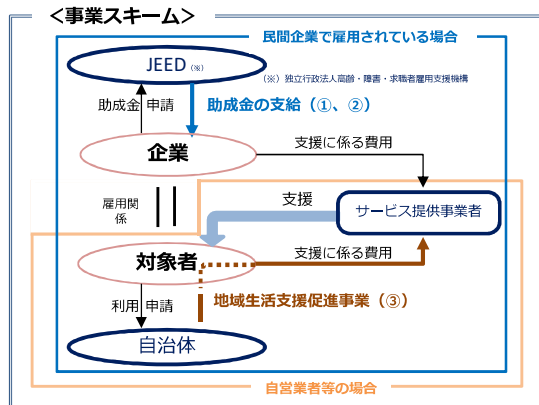 ＜事業スキーム＞
民間企業で雇用されている場合
JEED（※）
（※）独立行政法人高齢・障害・求職者雇用支援機構
助成金 申請
助成金の支給（①、②）
企業
支援に係る費用
雇用関
係
支援
サービス提供事業者
対象者
支援に係る費用
地域生活支援促進事業（③）
利用 申請
自治体
自営業者等の場合